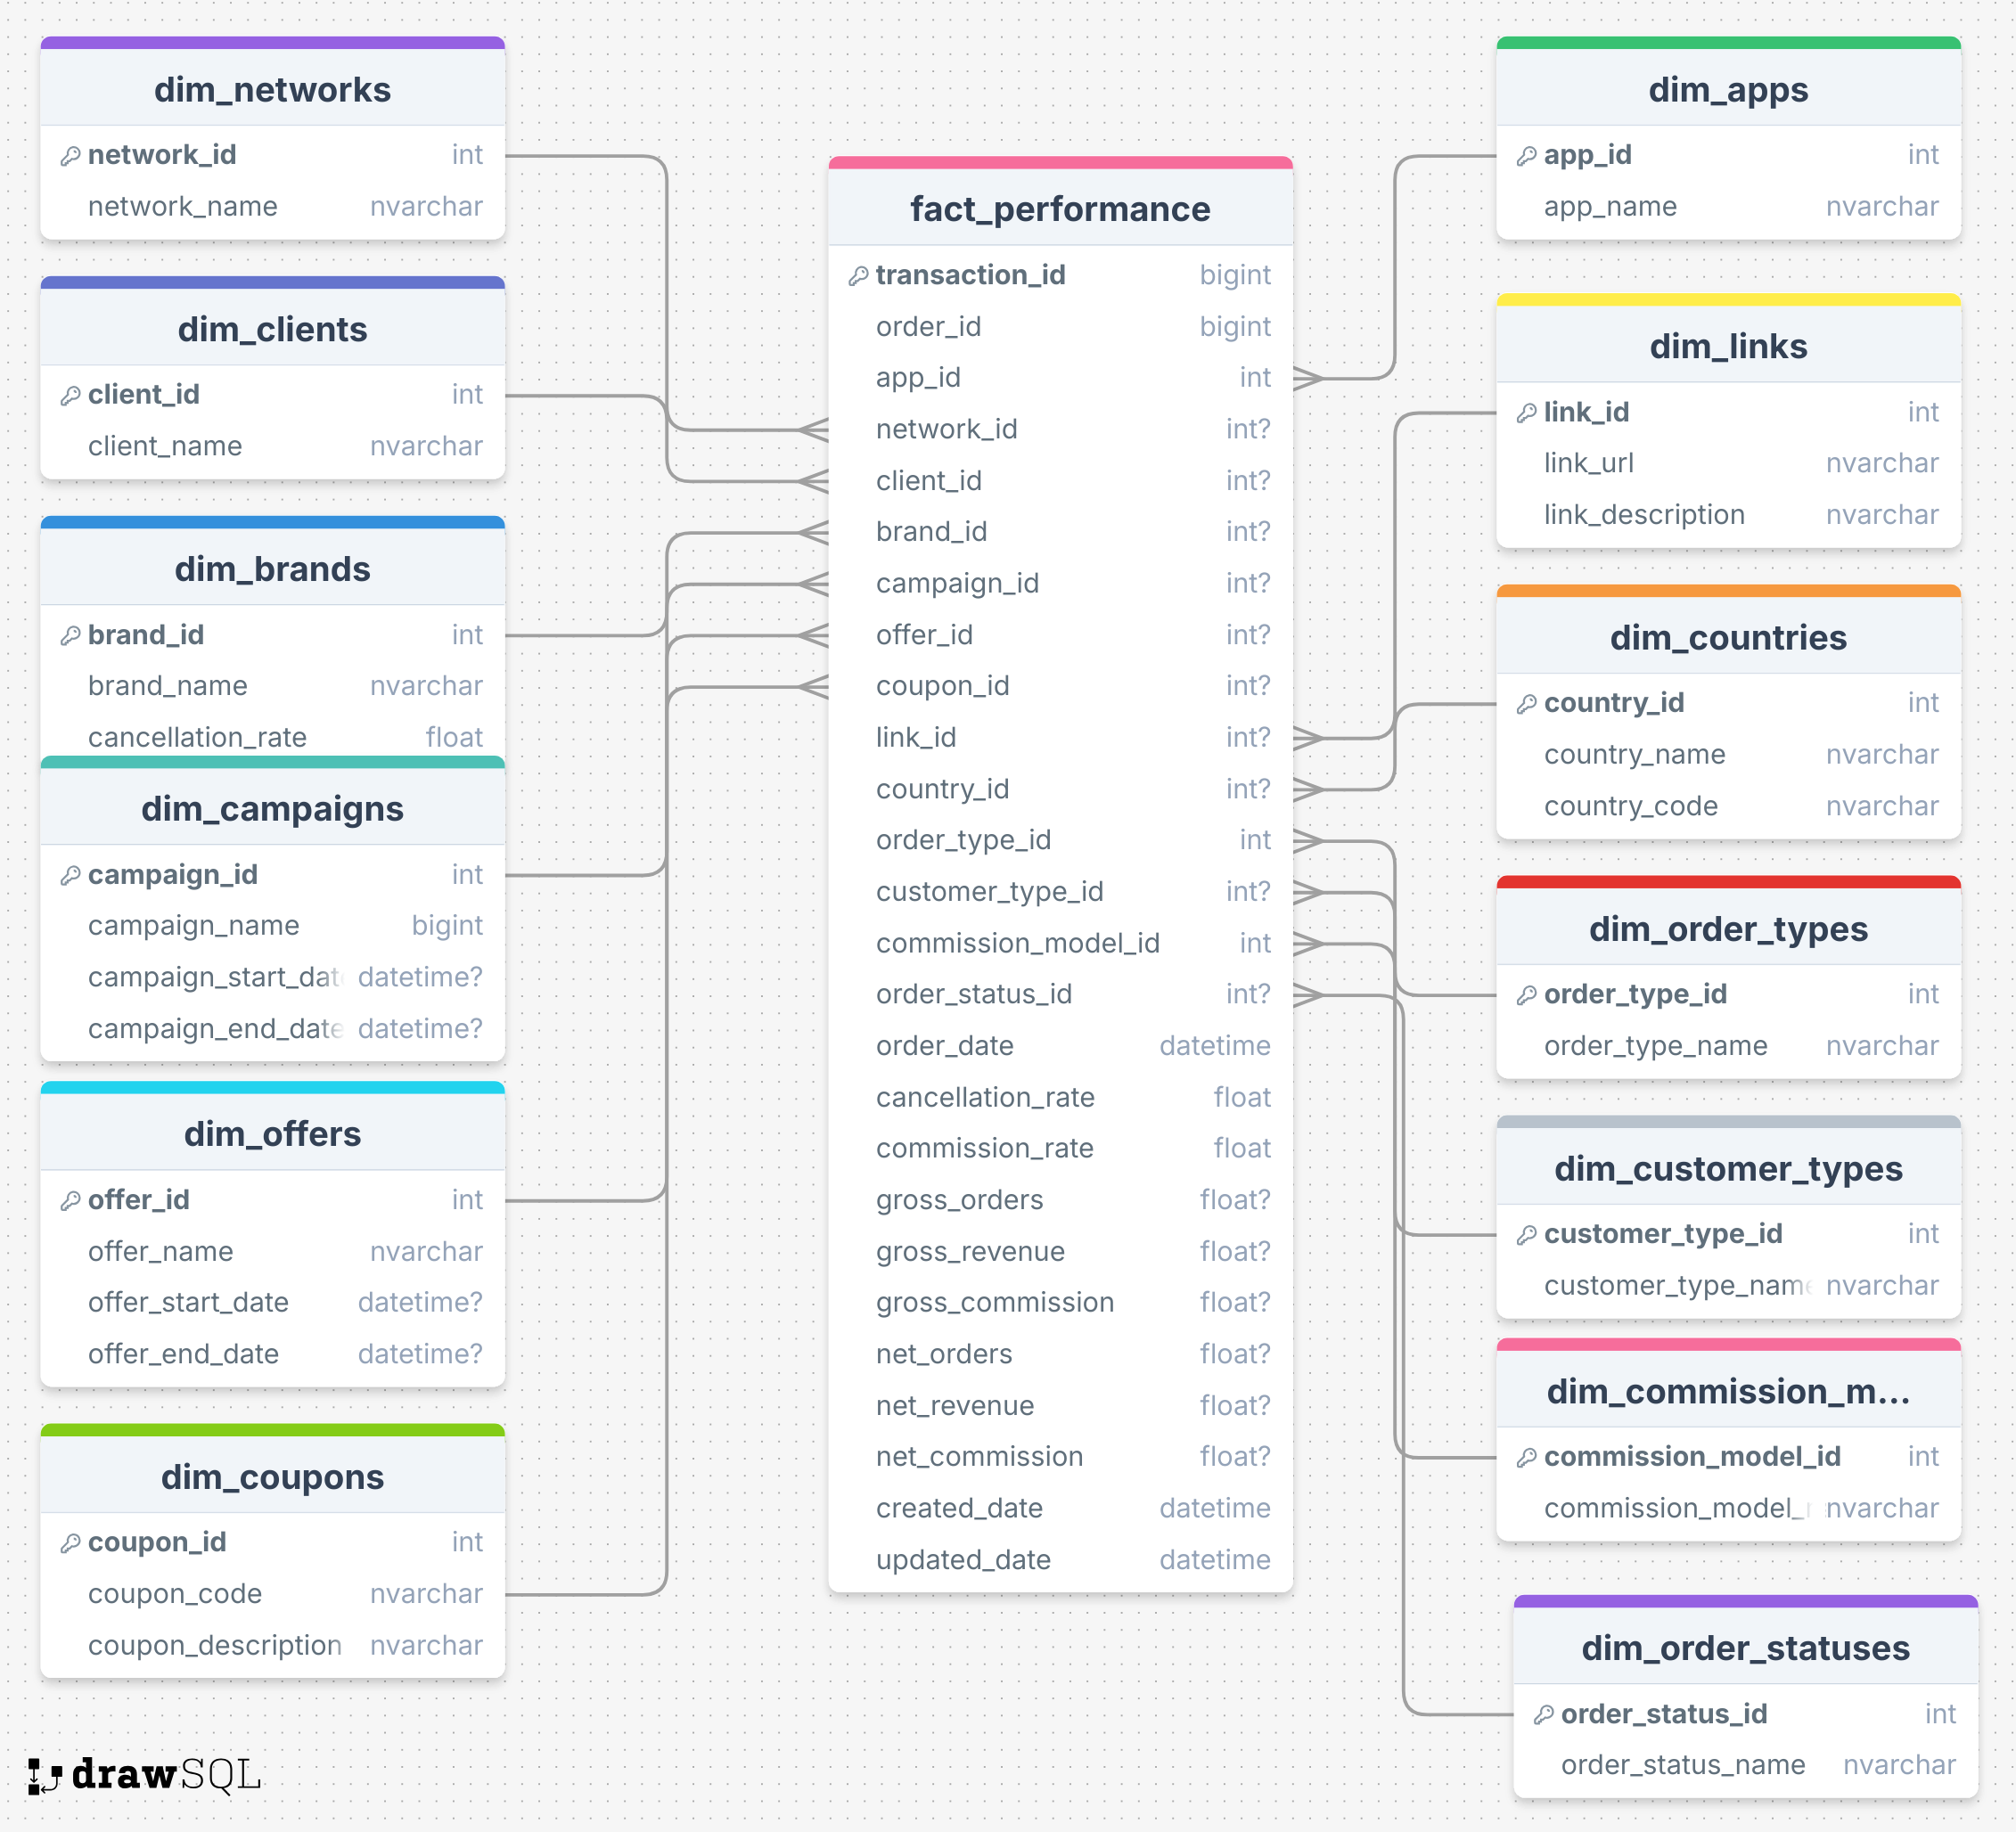 dim_networks
network_id int
network_name nvarchar
dim_clients
client_id int
client_name nvarchar
dim_brands
brand_id int
brand_name nvarchar
cancellation_rate float
dim_campaigns
campaign_id int
campaign_name bigint
campaign_start_dat datetime?
campaign_end_date datetime?
dim_offers
offer_id int
offer_name nvarchar
offer_start_date datetime?
offer_end_date datetime?
dim_coupons
coupon_id int
coupon_code nvarchar
coupon_description nvarchar
fact_performance
transaction_id bigint
order_id bigint
app_id int
network_id int?
client_id int?
brand_id int?
campaign_id int?
offer_id int?
coupon_id int?
link_id int?
country_id int?
order_type_id int
customer_type_id int?
commission_model_id int
order_status_id int?
order_date datetime
cancellation_rate float
commission_rate float
gross_orders float?
gross_revenue float?
gross_commission float?
net_orders float?
net_revenue float?
net_commission float?
created_date datetime
updated_date datetime
dim_apps
app_id int
app_name nvarchar
dim_links
link_id int
link_url nvarchar
link_description nvarchar
dim_countries
country_id int
country_name nvarchar
country_code nvarchar
dim_order_types
order_type_id int
order_type_name nvarchar
dim_customer_types
customer_type_id int
customer_type_name nvarchar
dim_commission_m...
commission_model_id int
commission_model_ nvarchar
dim_order_statuses
order_status_id int
order_status_name nvarchar
drawSQL